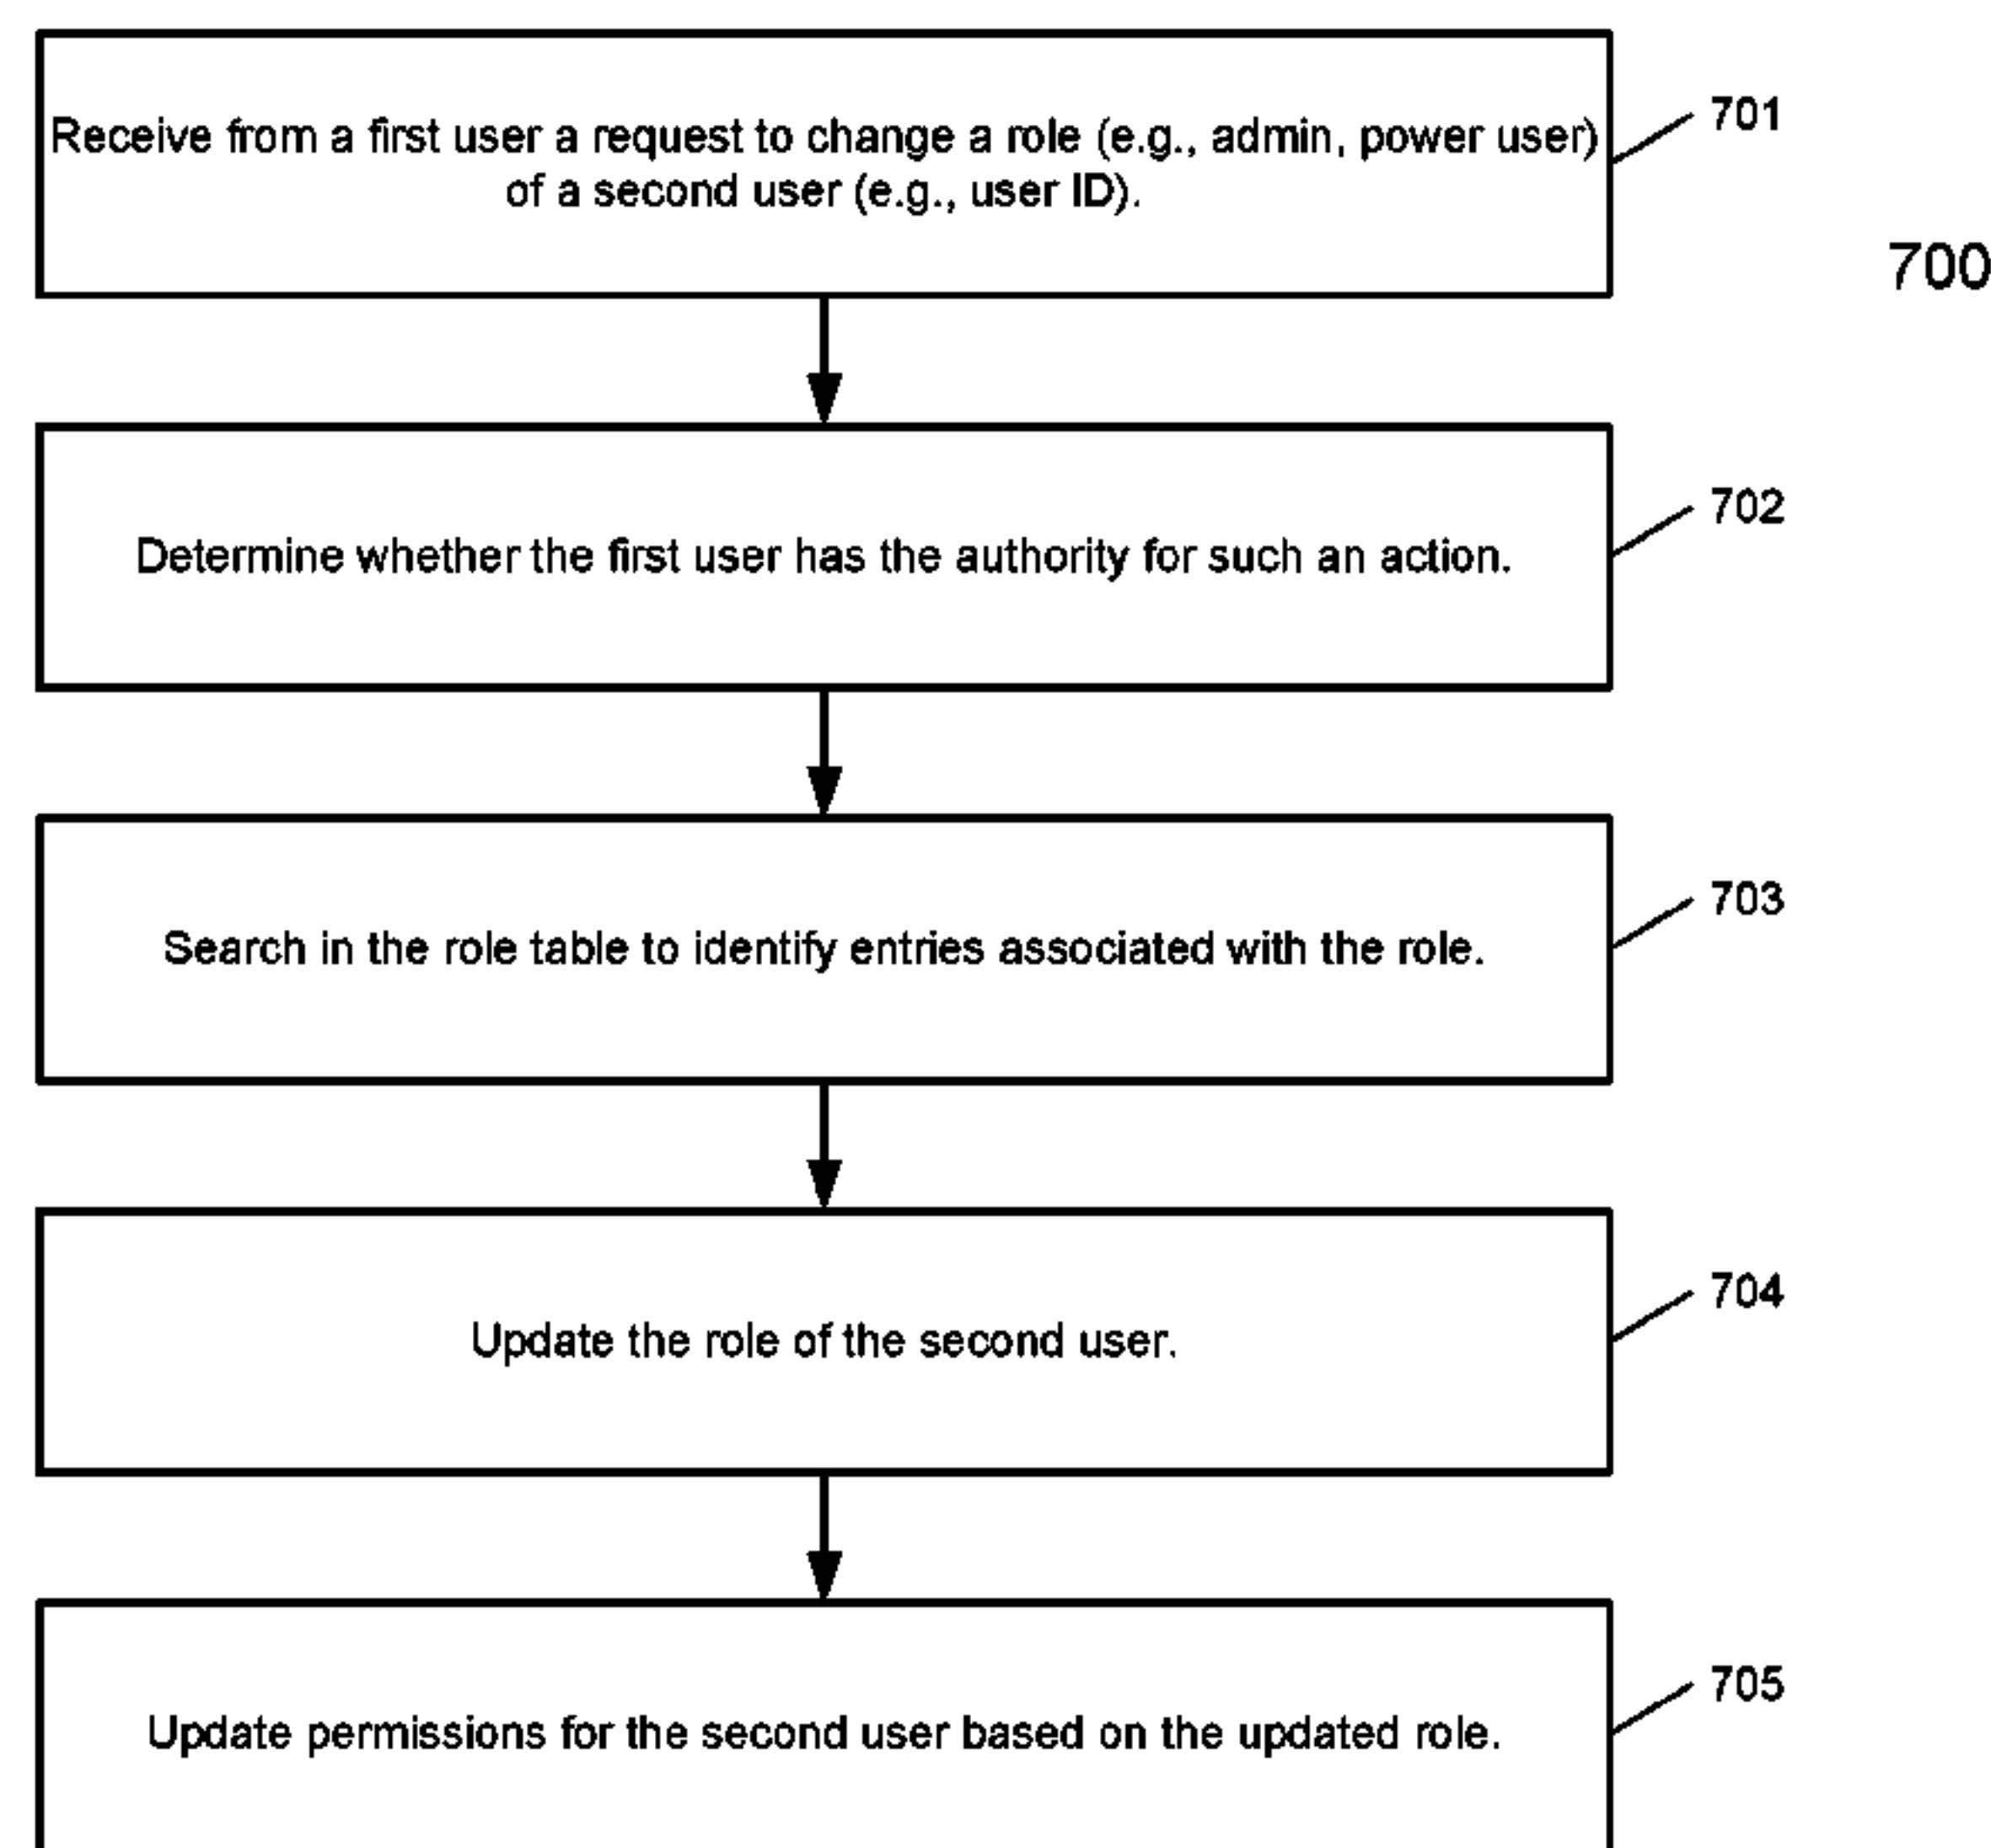 Receive from a first user a request to change a role (e.g., admin, power user)
of a second user (e.g., user ID).
701
700
Determine whether the first user has the authority for such an action.
702
Search in the role table to identify entries associated with the role.
703
Update the role of the second user.
704
Update permissions for the second user based on the updated role.
705